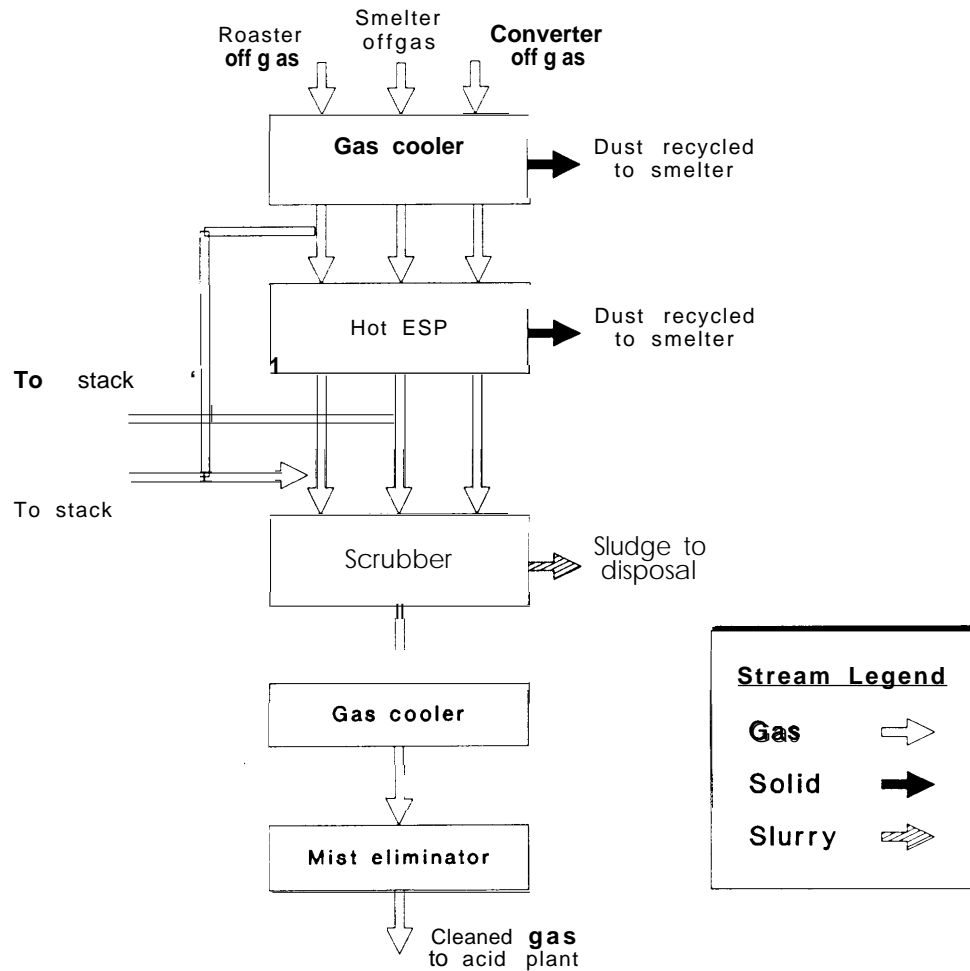 Roaster
off g as
Smelter
offgas
Converter
off g as
Gas cooler
Dust recycled
to smelter
Hot ESP
Dust recycled
to smelter
1
To stack ‘
To stack
Scrubber
Sludge to
disposal
Gas cooler
Mist eliminator
Cleaned gas
to acid plant
Stream Legend
Gas
Solid
Slurry